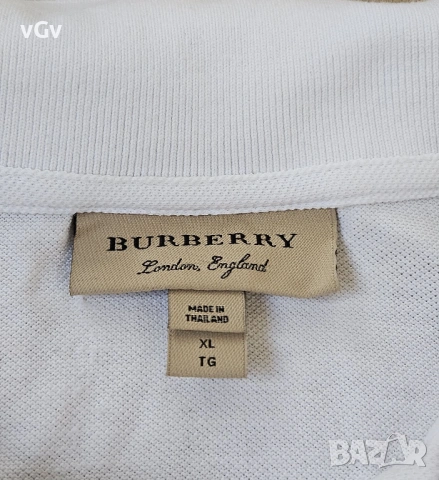 vGv
BURBERRY
London, England
MADE IN
THAILAND
XL
TG
BAZAR
bg